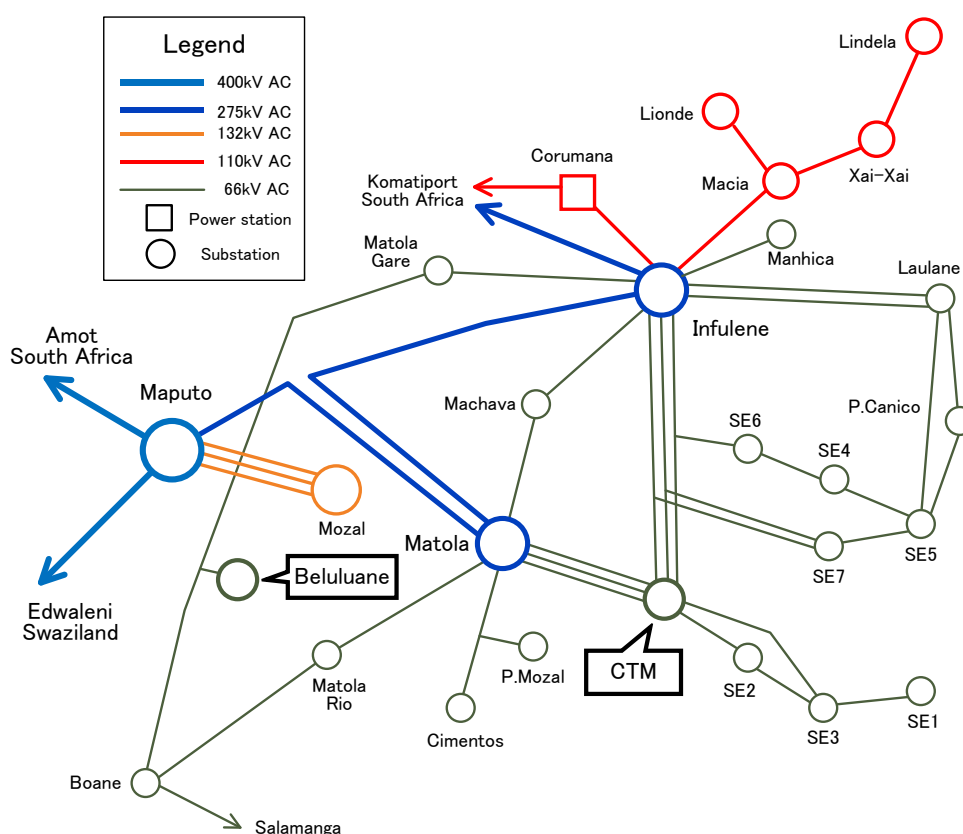 Legend
400kV AC
275kV AC
132kV AC
110kV AC
66kV AC
Power station
Substation
Lindela
Lionde
Xai-Xai
Macia
Corumana
Komatiport
South Africa
Manhica
Matola
Gare
Laulane
Infulene
Amot
South Africa
Maputo
Machava
P.Canico
SE6
SE4
Mozal
Matola
SE5
SE7
Beluluane
Edwaleni
Swaziland
CTM
P.Mozal
SE2
Matola
Rio
SE1
SE3
Cimentos
Boane
Salamanga